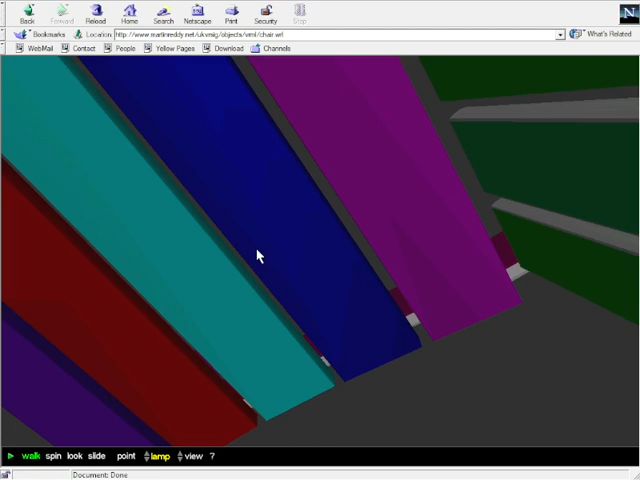 Back Forward Reload Home Search Netscape Print Security Stop
N
Bookmarks Location: http://www.martinreddy.net/ukvrsig/objects/vrml/chair.wrl What's Related
WebMail Contact People Yellow Pages Download Channels
walk spin look slide point lamp view ?
Document: Done